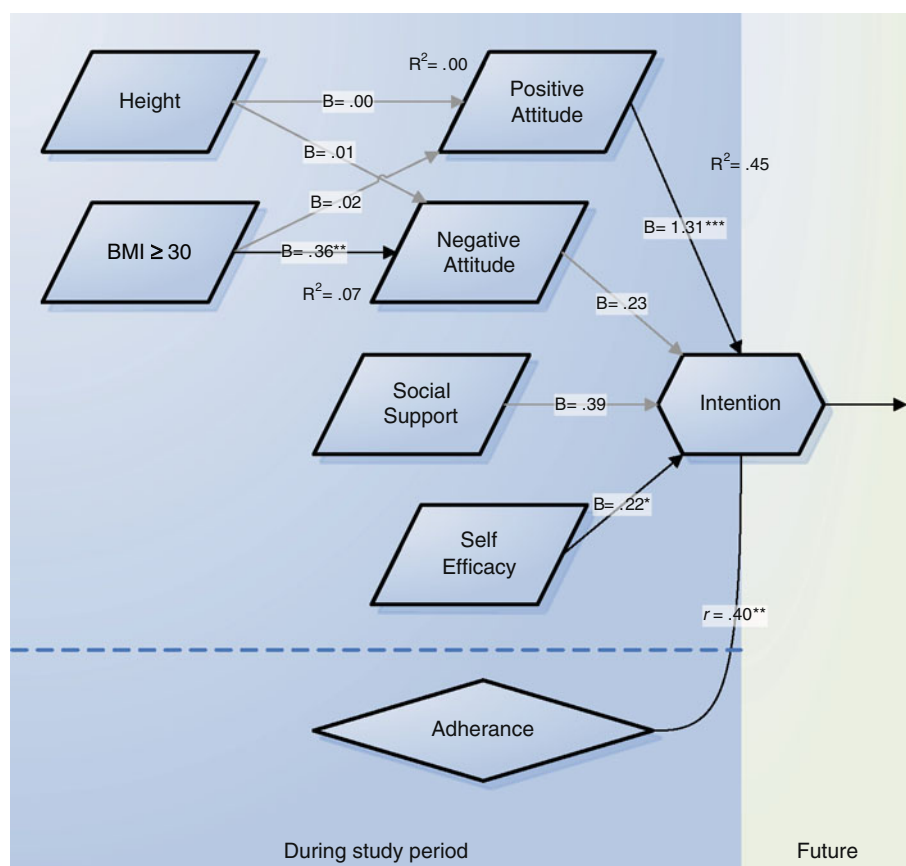 Height
R² = .00
Positive
Attitude
B= .00
B= .01
R² = .45
B= .02
BMI ≥ 30
B= .36**
Negative
Attitude
B= 1.31***
R² = .07
B= .23
Social
Support
B= .39
Intention
B= .22*
Self
Efficacy
r = .40**
Adherance
During study period
Future